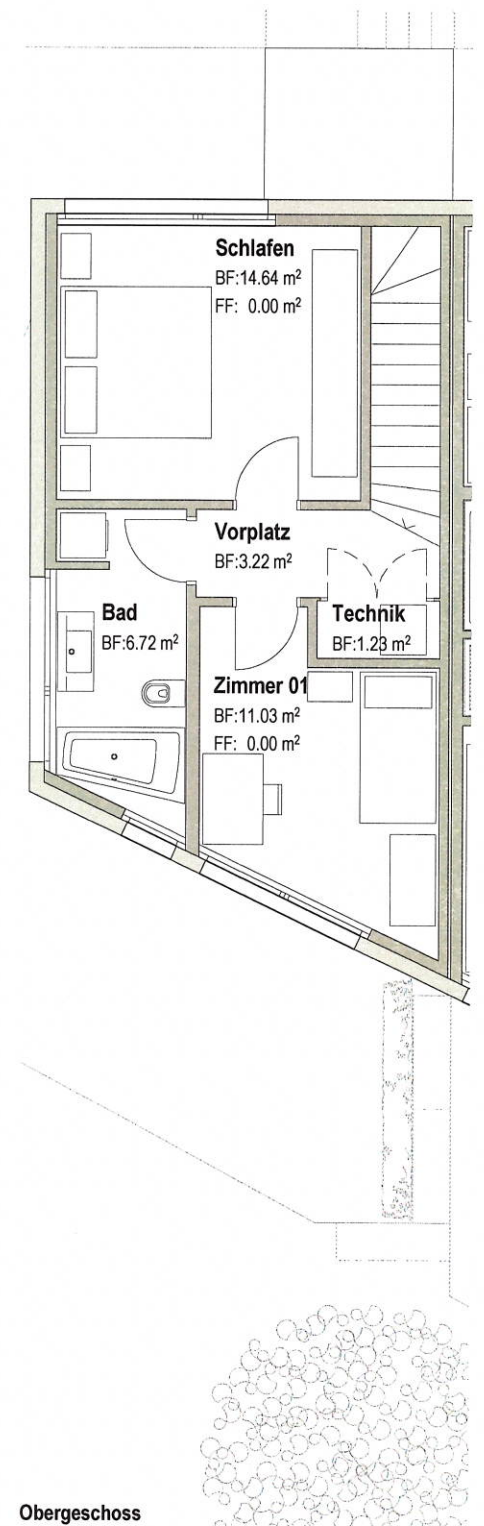 Schlafen
BF:14.64 m²
FF: 0.00 m²
Vorplatz
BF:3.22 m²
Bad
BF:6.72 m²
Technik
BF:1.23 m²
Zimmer 01
BF:11.03 m²
FF: 0.00 m²
Obergeschoss